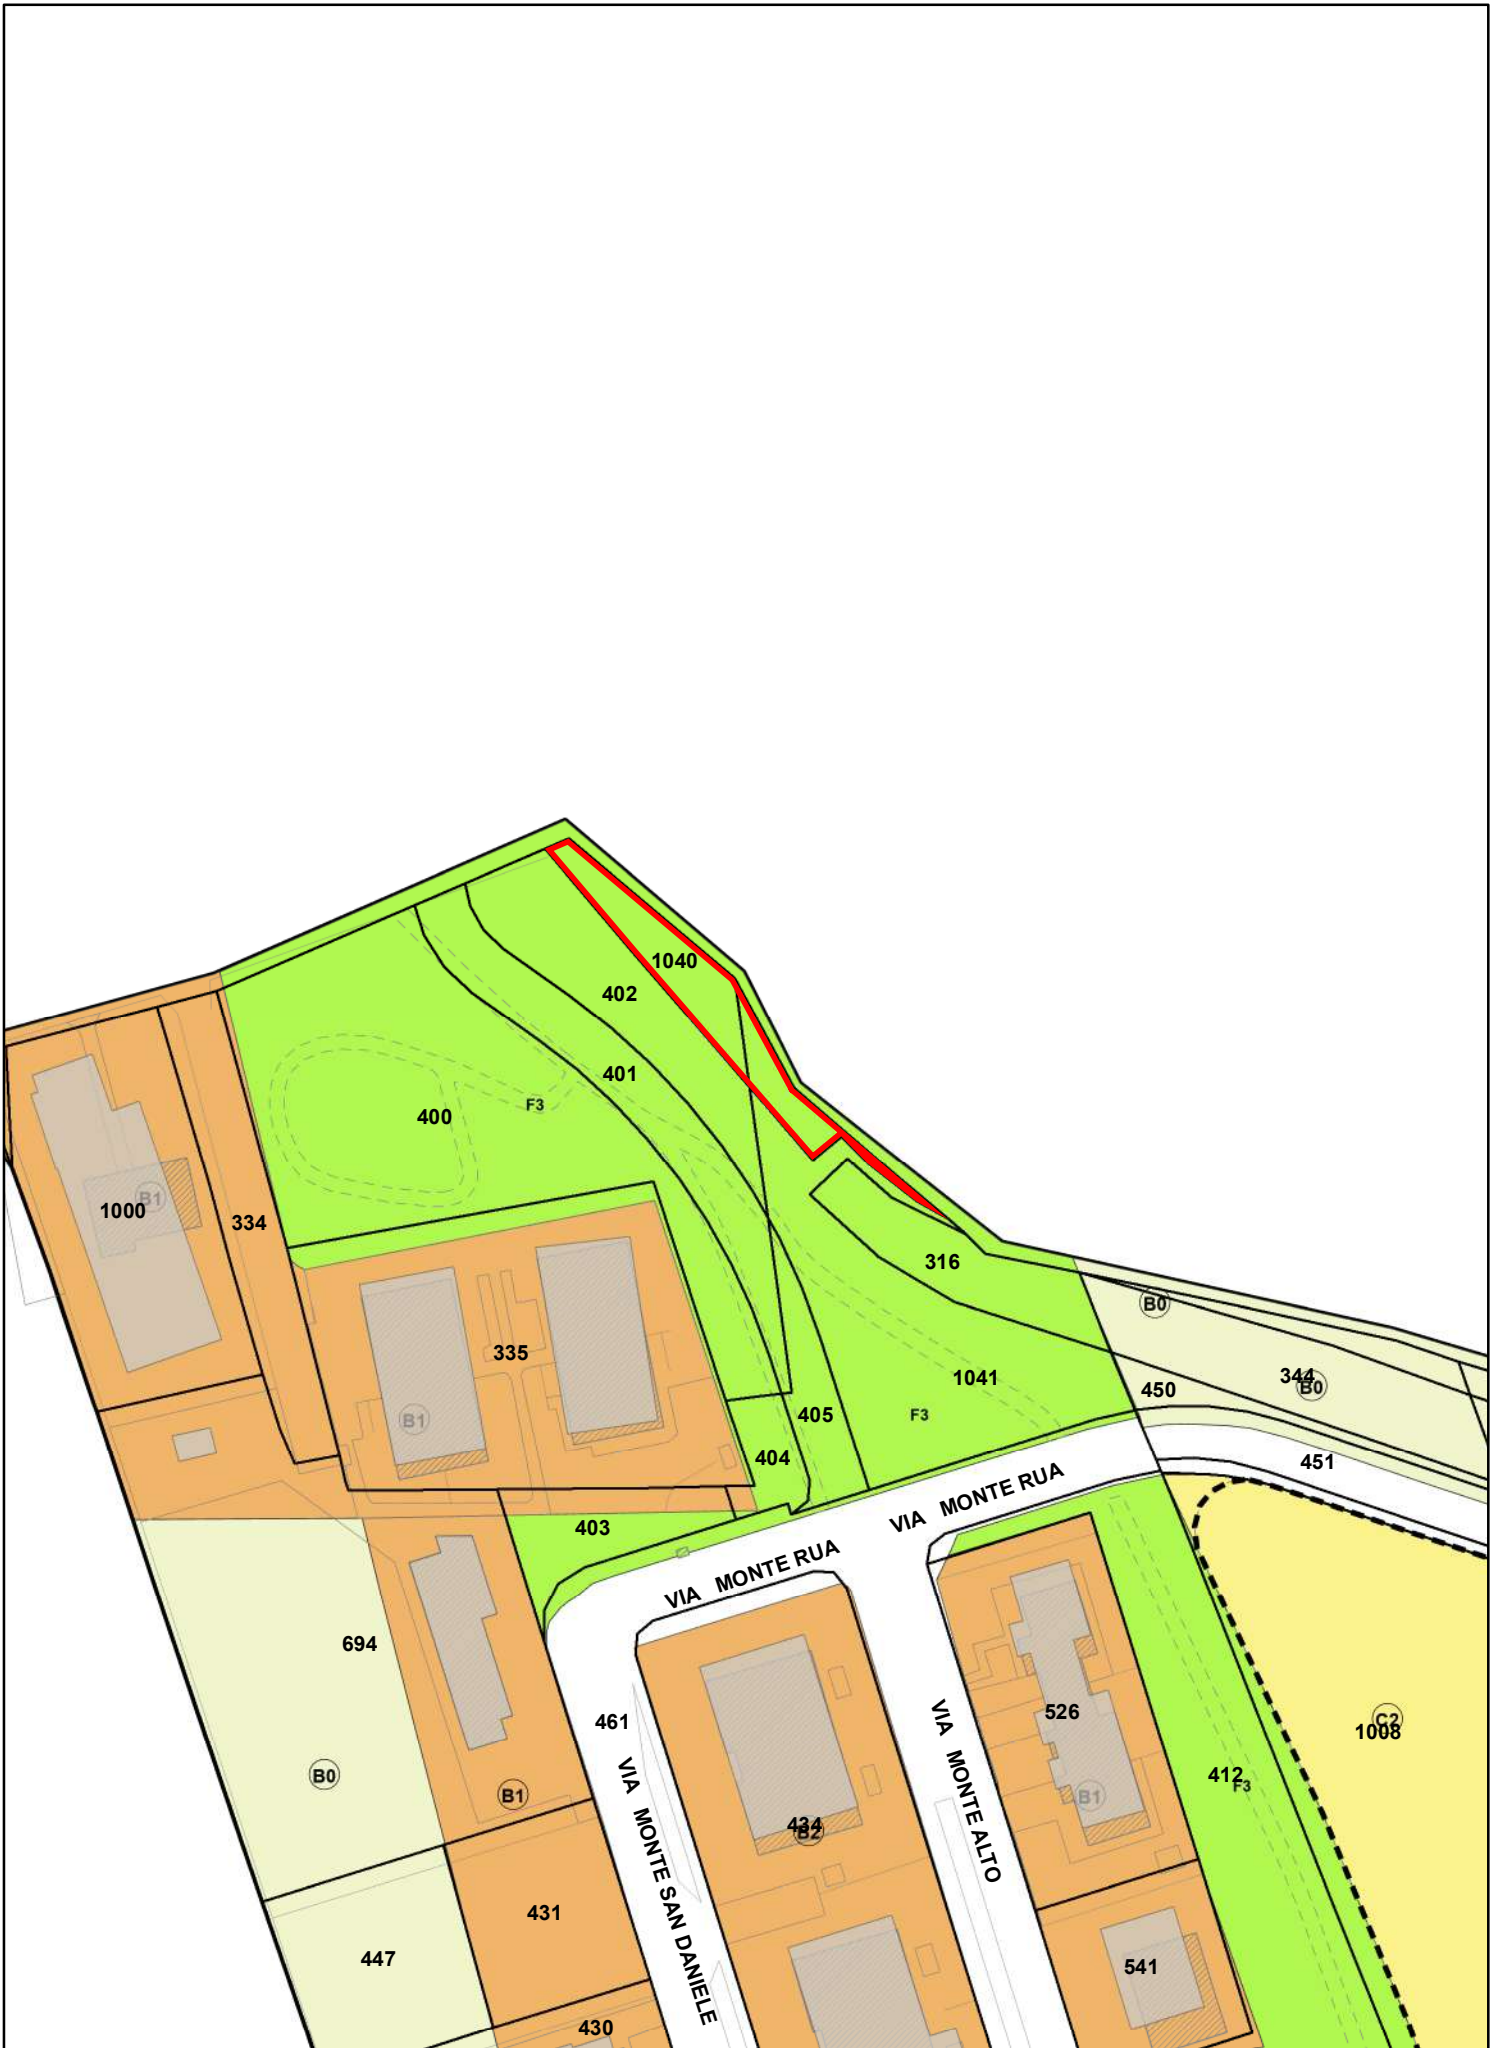 1040
402
401
F3
400
B1
1000
334
316
B0
335
344
B0
1041
450
B1
405
F3
404
451
VIA MONTE RUA
403
VIA MONTE RUA
694
C2
1008
526
461
VIA MONTE ALTO
B0
412
F3
B1
B1
434
B2
VIA MONTE SAN DANIELE
431
447
541
430